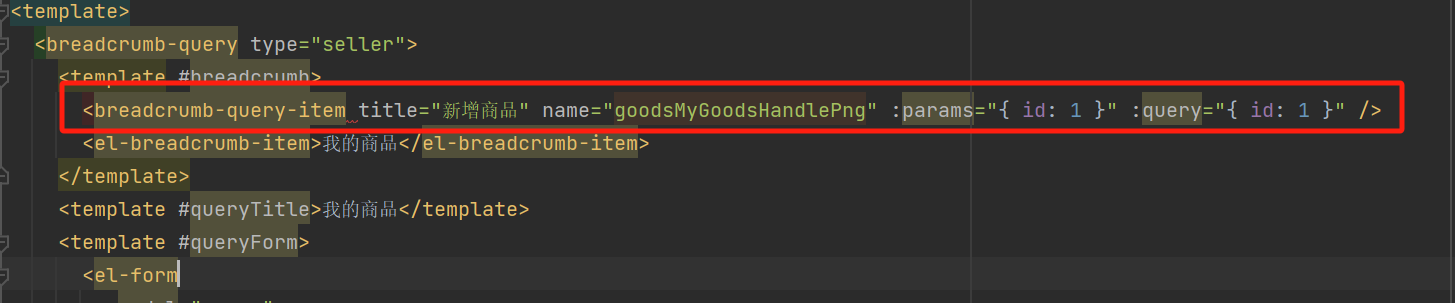 <template>
<breadcrumb-query type="seller">
<template #breadcrumb>
<breadcrumb-query-item title="新增商品" name="goodsMyGoodsHandlePng" :params="{ id: 1 }" :query="{ id: 1 }" />
<el-breadcrumb-item>我的商品</el-breadcrumb-item>
</template>
<template #queryTitle>我的商品</template>
<template #queryForm>
<el-form